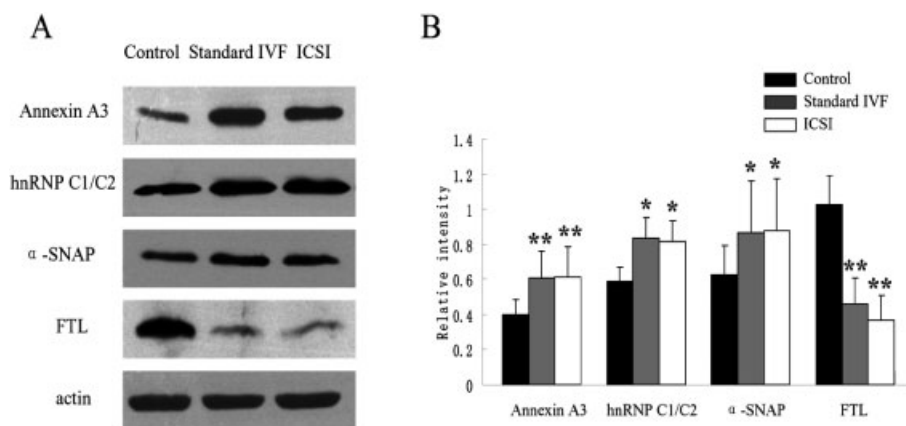 A
Control Standard IVF ICSI
Annexin A3
hnRNP C1/C2
α-SNAP
FTL
actin
B
Control
Standard IVF
ICSI
Relative intensity
1.4
1.2
1
0.8
0.6
0.4
0.2
0
** **
* *
* *
** **
Annexin A3 hnRNP C1/C2 α-SNAP FTL